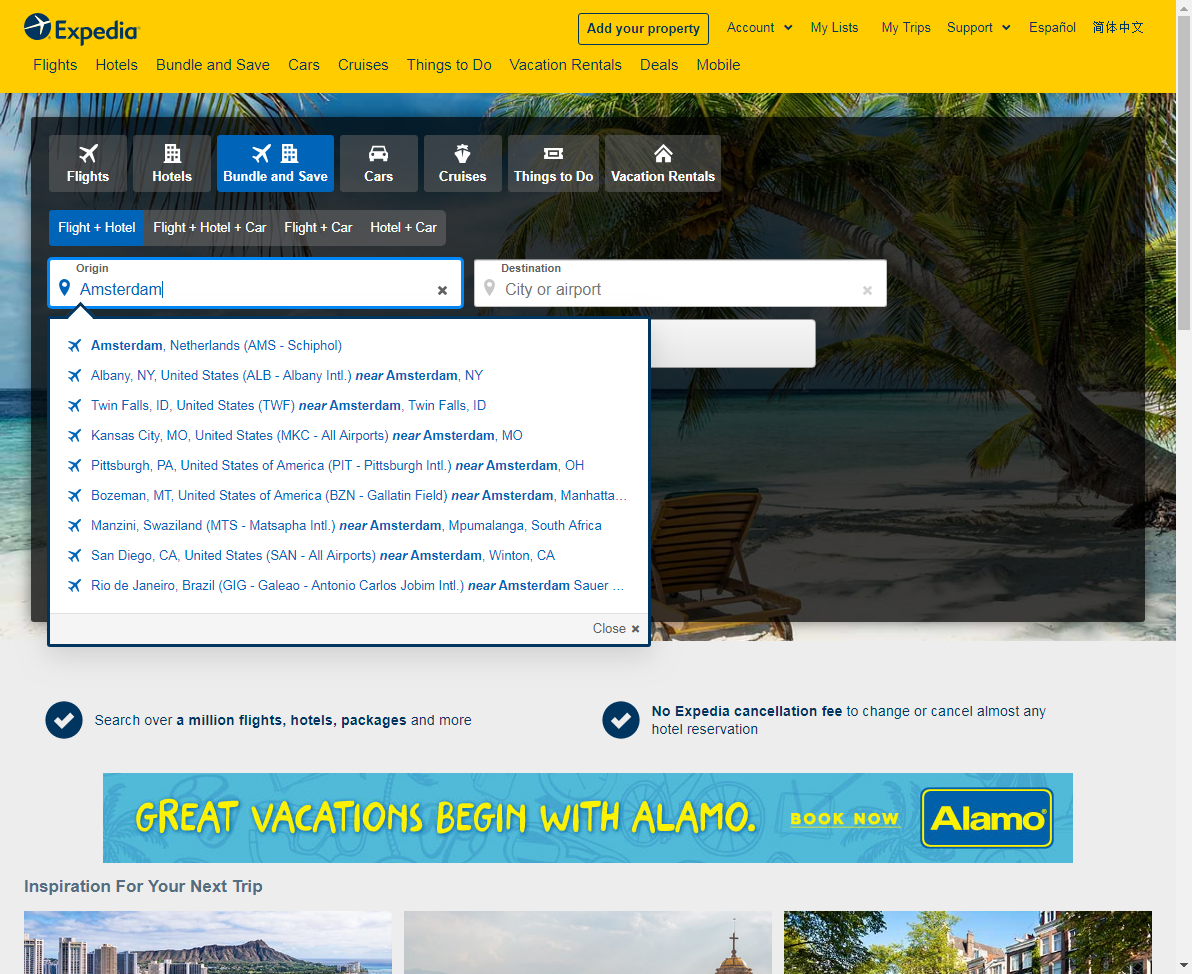 Expedia
Add your property
Account
My Lists
My Trips
Support
Español
简体中文
Flights
Hotels
Bundle and Save
Cars
Cruises
Things to Do
Vacation Rentals
Deals
Mobile
Flights
Hotels
Bundle and Save
Cars
Cruises
Things to Do
Vacation Rentals
Flight + Hotel
Flight + Hotel + Car
Flight + Car
Hotel + Car
Origin
Amsterdam
Destination
City or airport
Amsterdam, Netherlands (AMS - Schiphol)
Albany, NY, United States (ALB - Albany Intl.) near Amsterdam, NY
Twin Falls, ID, United States (TWF) near Amsterdam, Twin Falls, ID
Kansas City, MO, United States (MKC - All Airports) near Amsterdam, MO
Pittsburgh, PA, United States of America (PIT - Pittsburgh Intl.) near Amsterdam, OH
Bozeman, MT, United States of America (BZN - Gallatin Field) near Amsterdam, Manhatta...
Manzini, Swaziland (MTS - Matsapha Intl.) near Amsterdam, Mpumalanga, South Africa
San Diego, CA, United States (SAN - All Airports) near Amsterdam, Winton, CA
Rio de Janeiro, Brazil (GIG - Galeao - Antonio Carlos Jobim Intl.) near Amsterdam Sauer ...
Close
Search over a million flights, hotels, packages and more
No Expedia cancellation fee to change or cancel almost any
hotel reservation
GREAT VACATIONS BEGIN WITH ALAMO.
BOOK NOW
Alamo
Inspiration For Your Next Trip